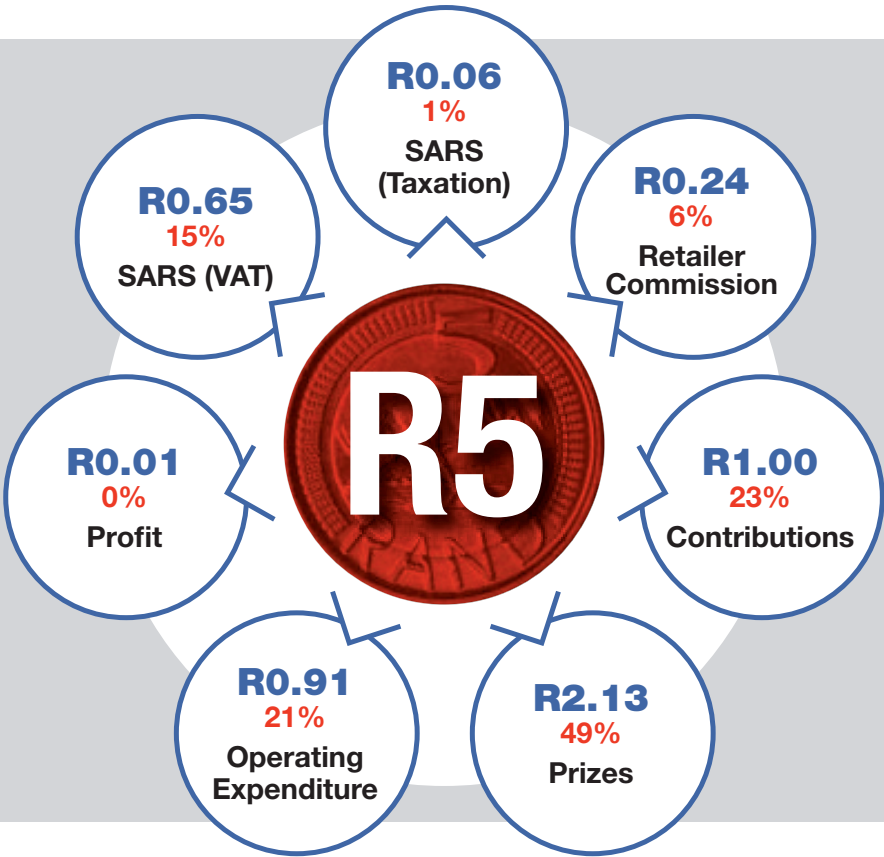 R0.06
1%
SARS
(Taxation)
R0.24
6%
Retailer
Commission
R1.00
23%
Contributions
R2.13
49%
Prizes
R0.91
21%
Operating
Expenditure
R0.01
0%
Profit
R0.65
15%
SARS (VAT)
R5
RAND